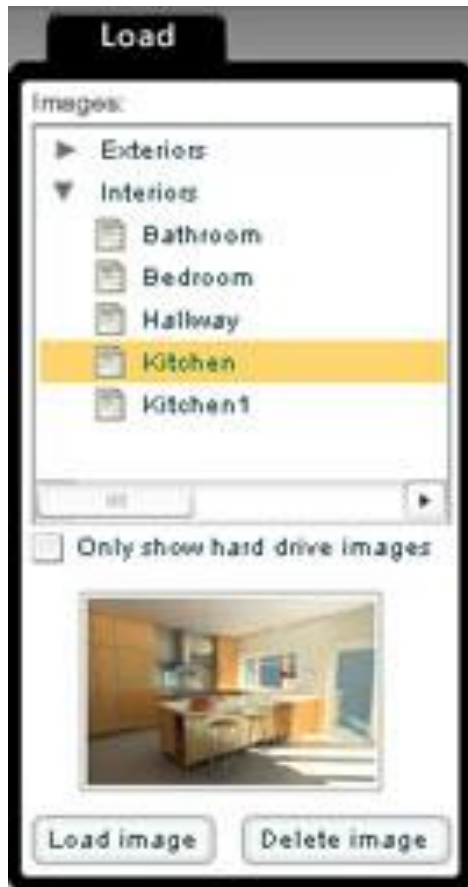 Load
Images:
Exteriors
Interiors
Bathroom
Bedroom
Hallway
Kitchen
Kitchen1
Only show hard drive images
Load image
Delete image